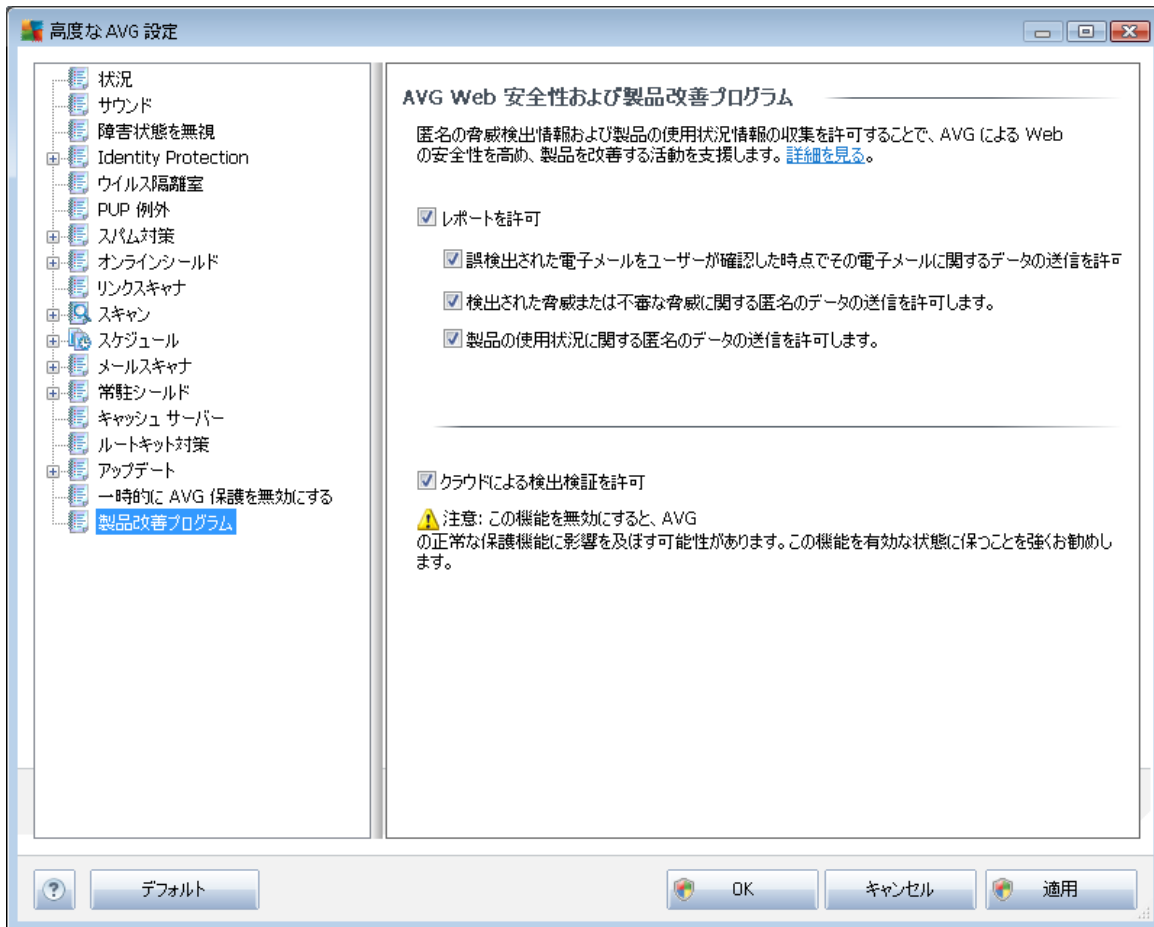 高度な AVG 設定
状況
サウンド
障害状態を無視
Identity Protection
ウイルス隔離室
PUP 例外
スパム対策
オンラインシールド
リンクスキャナ
スキャン
スケジュール
メールスキャナ
常駐シールド
キャッシュ サーバー
ルートキット対策
アップデート
一時的に AVG 保護を無効にする
製品改善プログラム
AVG Web 安全性および製品改善プログラム
匿名の脅威検出情報および製品の使用状況情報の収集を許可することで、AVG による Web
の安全性を高め、製品を改善する活動を支援します。詳細を見る。
レポートを許可
誤検出された電子メールをユーザーが確認した時点でその電子メールに関するデータの送信を許可
検出された脅威または不審な脅威に関する匿名のデータの送信を許可します。
製品の使用状況に関する匿名のデータの送信を許可します。
クラウドによる検出検証を許可
注意: この機能を無効にすると、AVG
の正常な保護機能に影響を及ぼす可能性があります。この機能を有効な状態に保つことを強くお勧めし
ます。
?
デフォルト
OK
キャンセル
適用